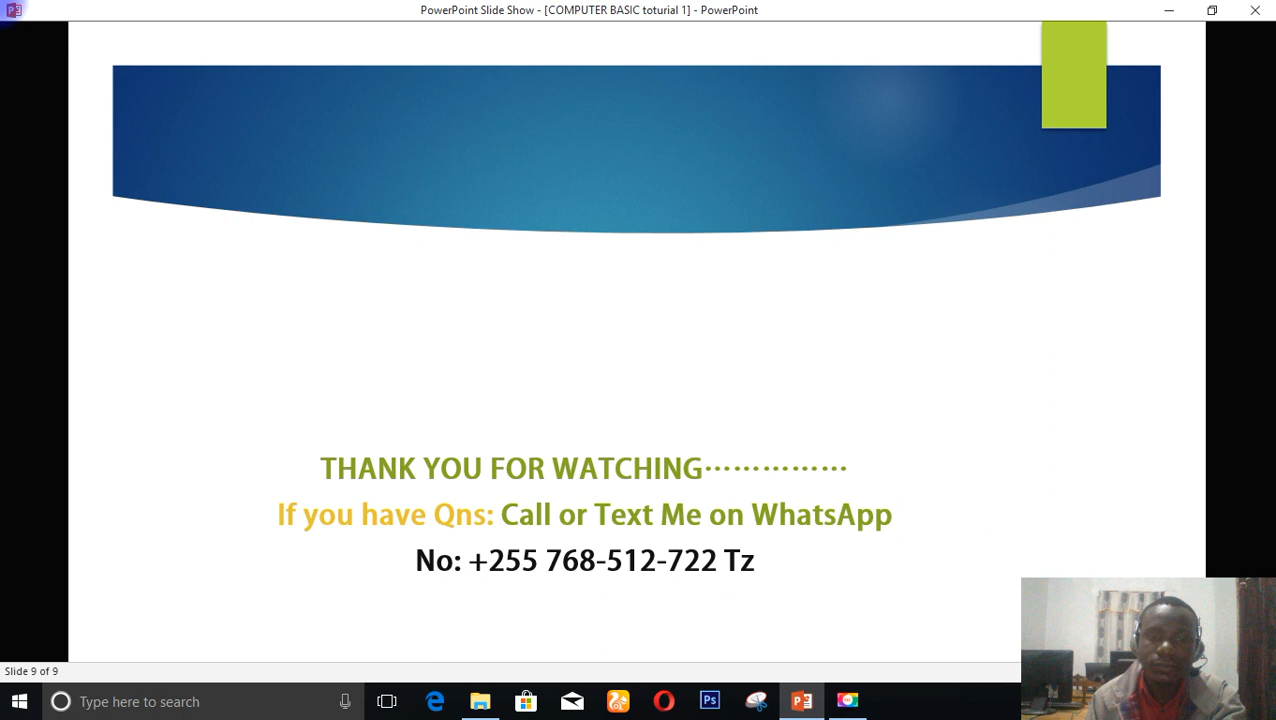 PowerPoint Slide Show - [COMPUTER BASIC toturial 1] - PowerPoint
THANK YOU FOR WATCHING……………
If you have Qns: Call or Text Me on WhatsApp
No: +255 768-512-722 Tz
Slide 9 of 9
Type here to search
Ps